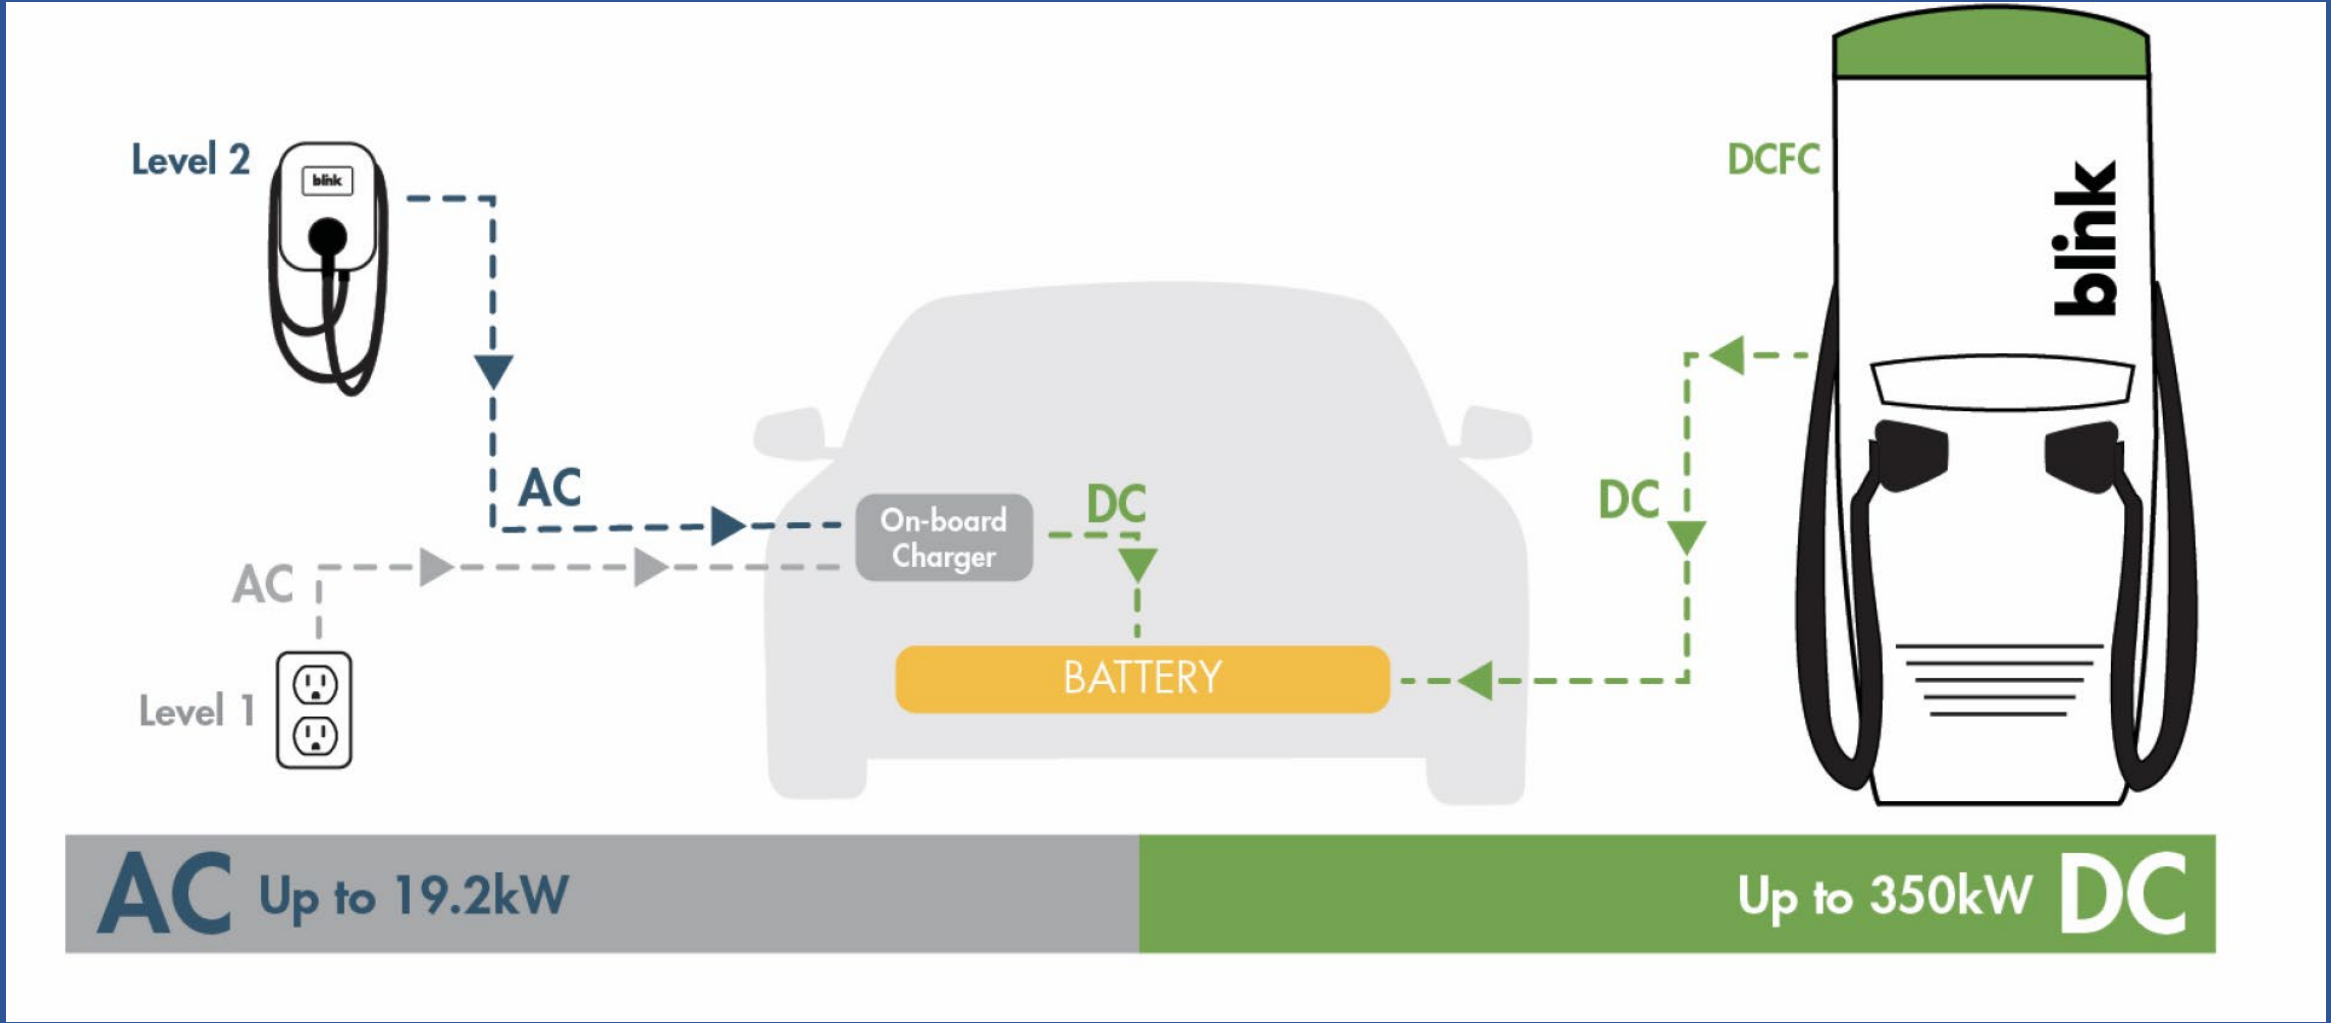 Level 2
blink
AC
AC
Level 1
On-board
Charger
DC
BATTERY
DCFC
blink
DC
AC Up to 19.2kW
Up to 350kW DC